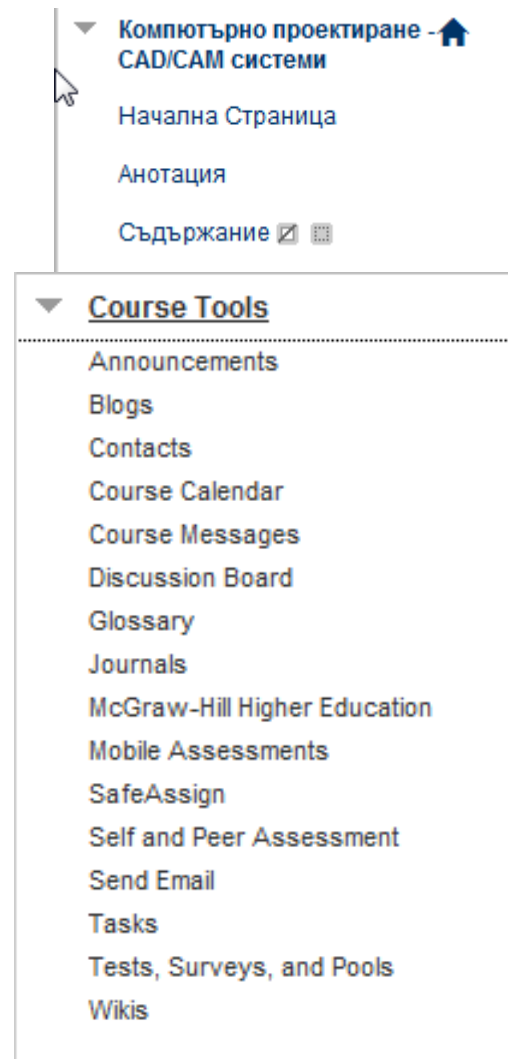 Компютърно проектиране -
CAD/CAM системи
Начална Страница
Анотация
Съдържание
Course Tools
Announcements
Blogs
Contacts
Course Calendar
Course Messages
Discussion Board
Glossary
Journals
McGraw-Hill Higher Education
Mobile Assessments
SafeAssign
Self and Peer Assessment
Send Email
Tasks
Tests, Surveys, and Pools
Wikis